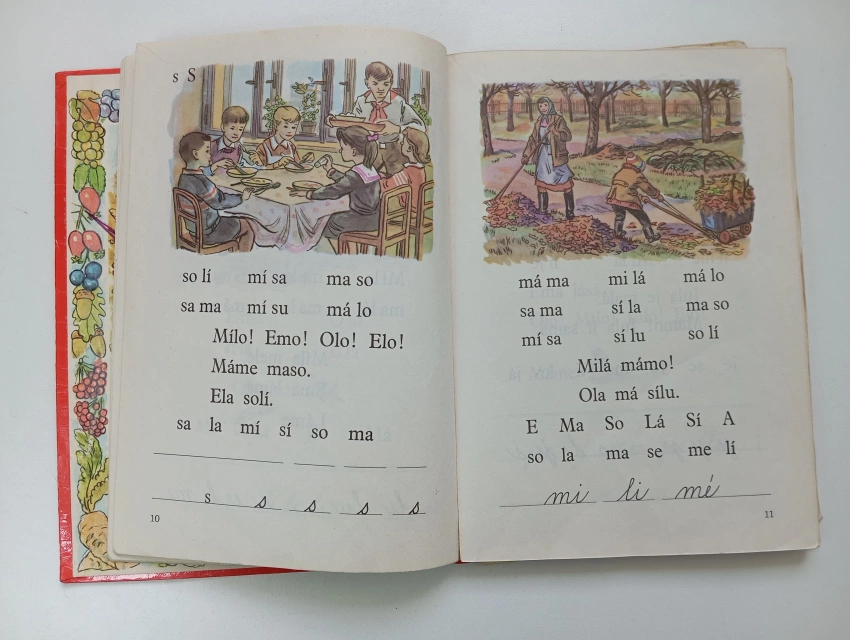 s S
so lí mí sa ma so
sa ma mí su má lo
Mílo! Emo! Olo! Elo!
Máme maso.
Ela solí.
sa la mí sí so ma
s s s s s
10
má ma mi lá má lo
sa ma sí la ma so
mí sa sí lu so lí
Milá mámo!
Ola má sílu.
E Ma So Lá Sí A
so la ma se me lí
mi li mé
11